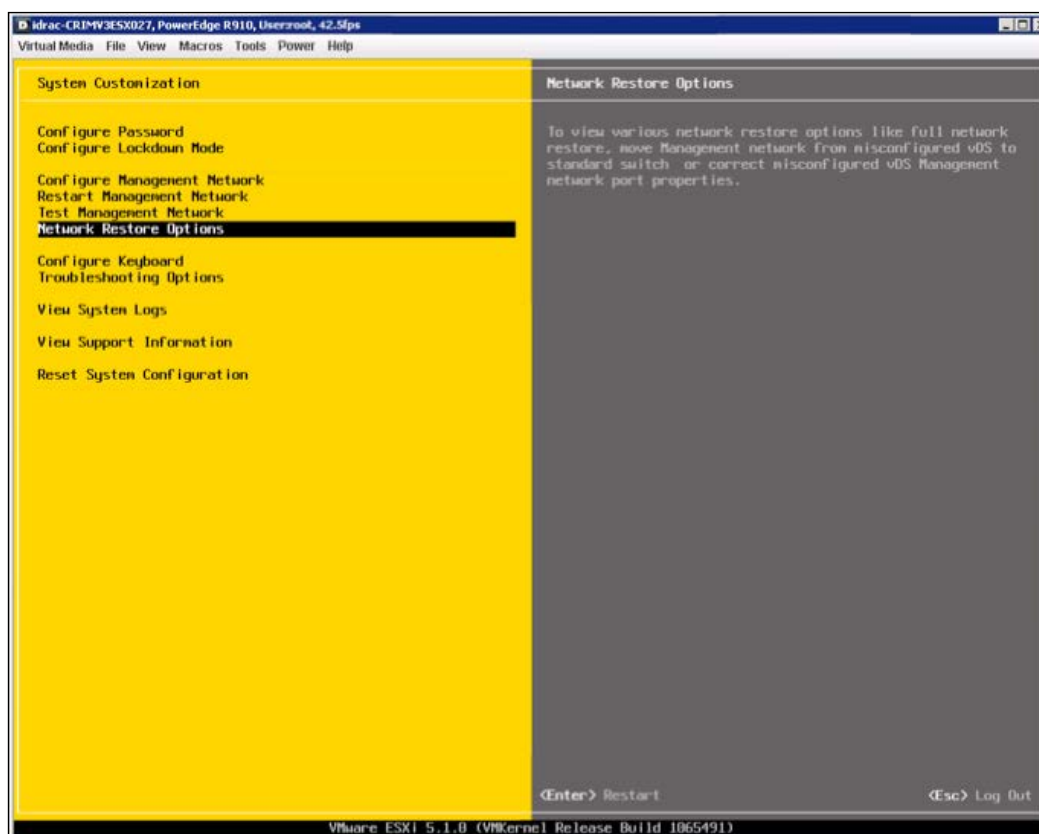 idrac-CRIMV3ESX027, PowerEdge R910, User:root, 42.5fps
Virtual Media File View Macros Tools Power Help
System Customization
Configure Password
Configure Lockdown Mode
Configure Management Network
Restart Management Network
Test Management Network
Network Restore Options
Configure Keyboard
Troubleshooting Options
View System Logs
View Support Information
Reset System Configuration
Network Restore Options
To view various network restore options like full network
restore, move Management network from misconfigured vDS to
standard switch or correct misconfigured vDS Management
network port properties.
<Enter> Restart
<Esc> Log Out
VMware ESXi 5.1.0 (VMKernel Release Build 1065491)